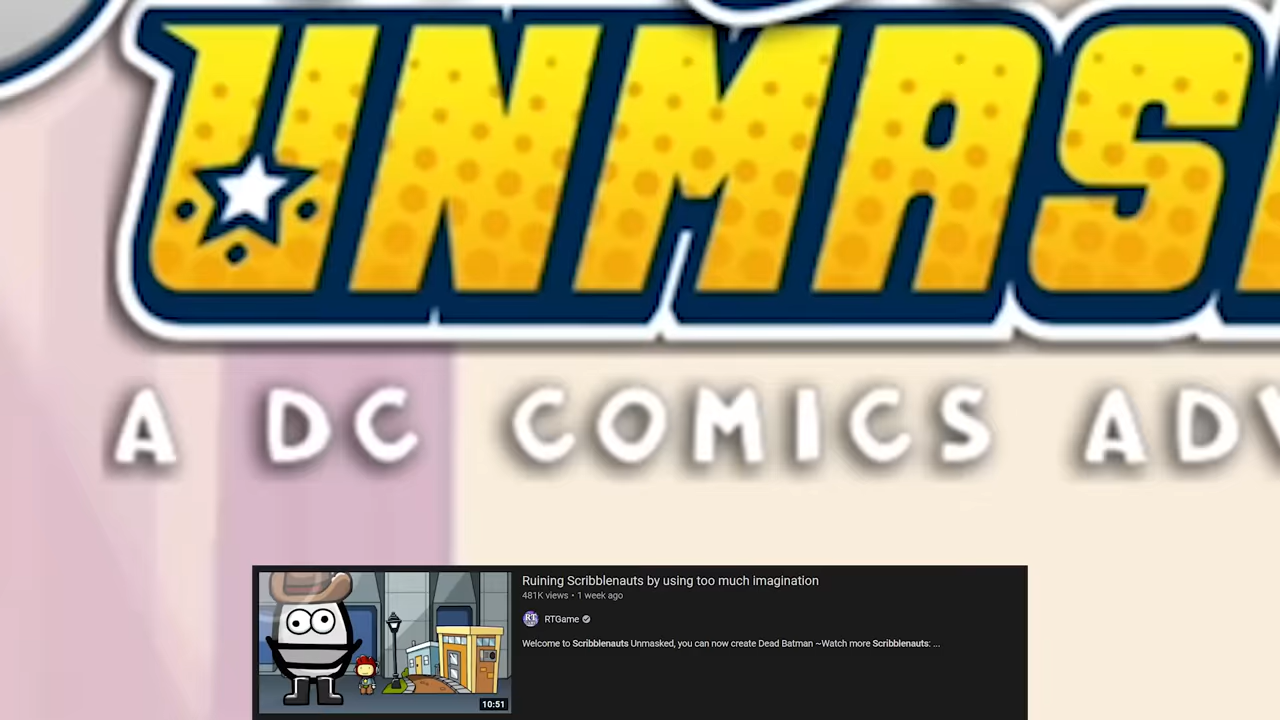 UNMAS
A DC COMICS ADV
Ruining Scribblenauts by using too much imagination
481K views • 1 week ago
RT RTGame
Welcome to Scribblenauts Unmasked, you can now create Dead Batman ~Watch more Scribblenauts: ...
10:51